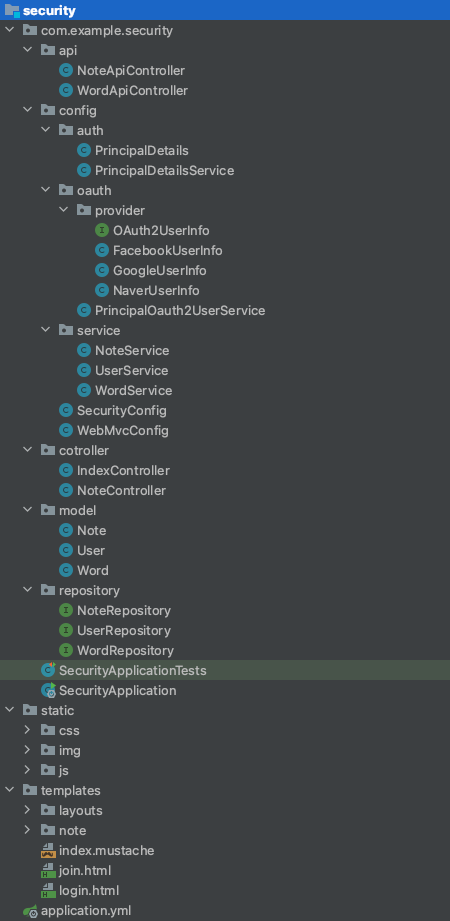 security
com.example.security
api
NoteApiController
WordApiController
config
auth
PrincipalDetails
PrincipalDetailsService
oauth
provider
OAuth2UserInfo
FacebookUserInfo
GoogleUserInfo
NaverUserInfo
PrincipalOauth2UserService
service
NoteService
UserService
WordService
SecurityConfig
WebMvcConfig
cotroller
IndexController
NoteController
model
Note
User
Word
repository
NoteRepository
UserRepository
WordRepository
SecurityApplicationTests
SecurityApplication
static
css
img
js
templates
layouts
note
index.mustache
join.html
login.html
application.yml